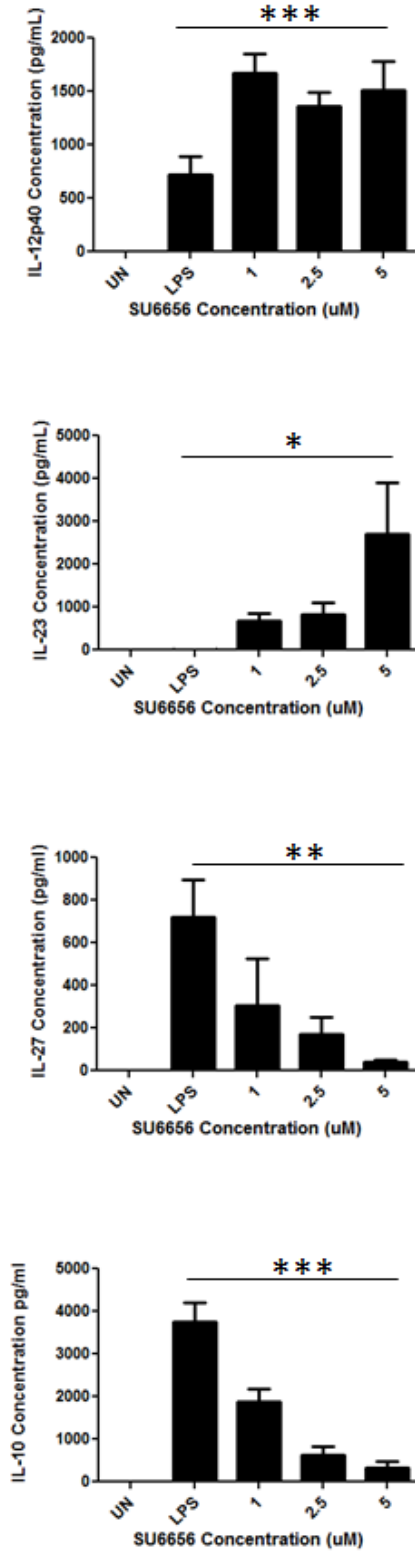 ***
IL-12p40 Concentration (pg/mL)
2000
1500
1000
500
0
UN
LPS
1
2.5
5
SU6656 Concentration (uM)
*
IL-23 Concentration (pg/mL)
5000
4000
3000
2000
1000
0
UN
LPS
1
2.5
5
SU6656 Concentration (uM)
**
IL-27 Concentration (pg/ml)
1000
800
600
400
200
0
UN
LPS
1
2.5
5
SU6656 Concentration (uM)
***
IL-10 Concentration pg/ml
5000
4000
3000
2000
1000
0
UN
LPS
1
2.5
5
SU6656 Concentration (uM)